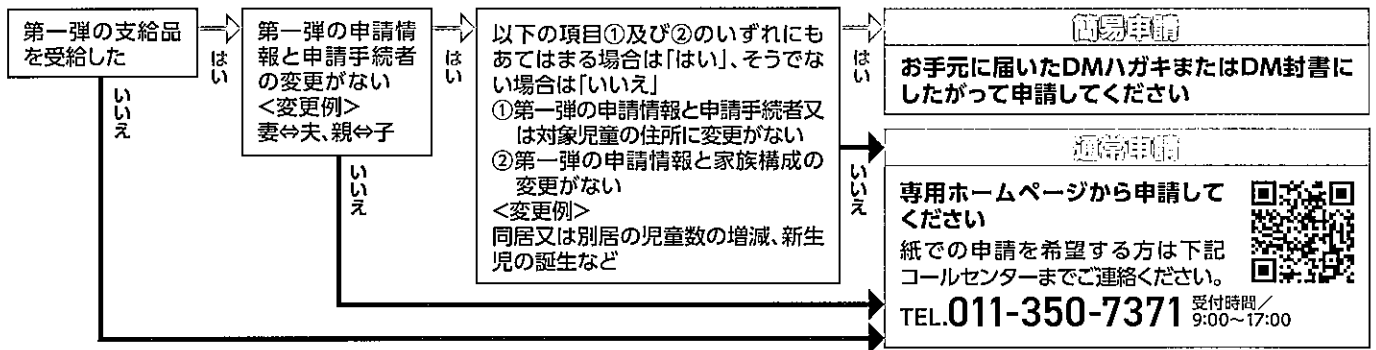 第一弾の支給品
を受給した
はい
いいえ
第一弾の申請情
報と申請手続者
の変更がない
<変更例>
妻⇔夫、親⇔子
はい
いいえ
以下の項目①及び②のいずれにも
あてはまる場合は「はい」、そうでな
い場合は「いいえ」
①第一弾の申請情報と申請手続者又
は対象児童の住所に変更がない
②第一弾の申請情報と家族構成の
変更がない
<変更例>
同居又は別居の児童数の増減、新生
児の誕生など
はい
いいえ
簡易申請
お手元に届いたDMハガキまたはDM封書に
したがって申請してください
通常申請
専用ホームページから申請して
ください
紙での申請を希望する方は下記
コールセンターまでご連絡ください。
TEL.011-350-7371 受付時間/
9:00~17:00